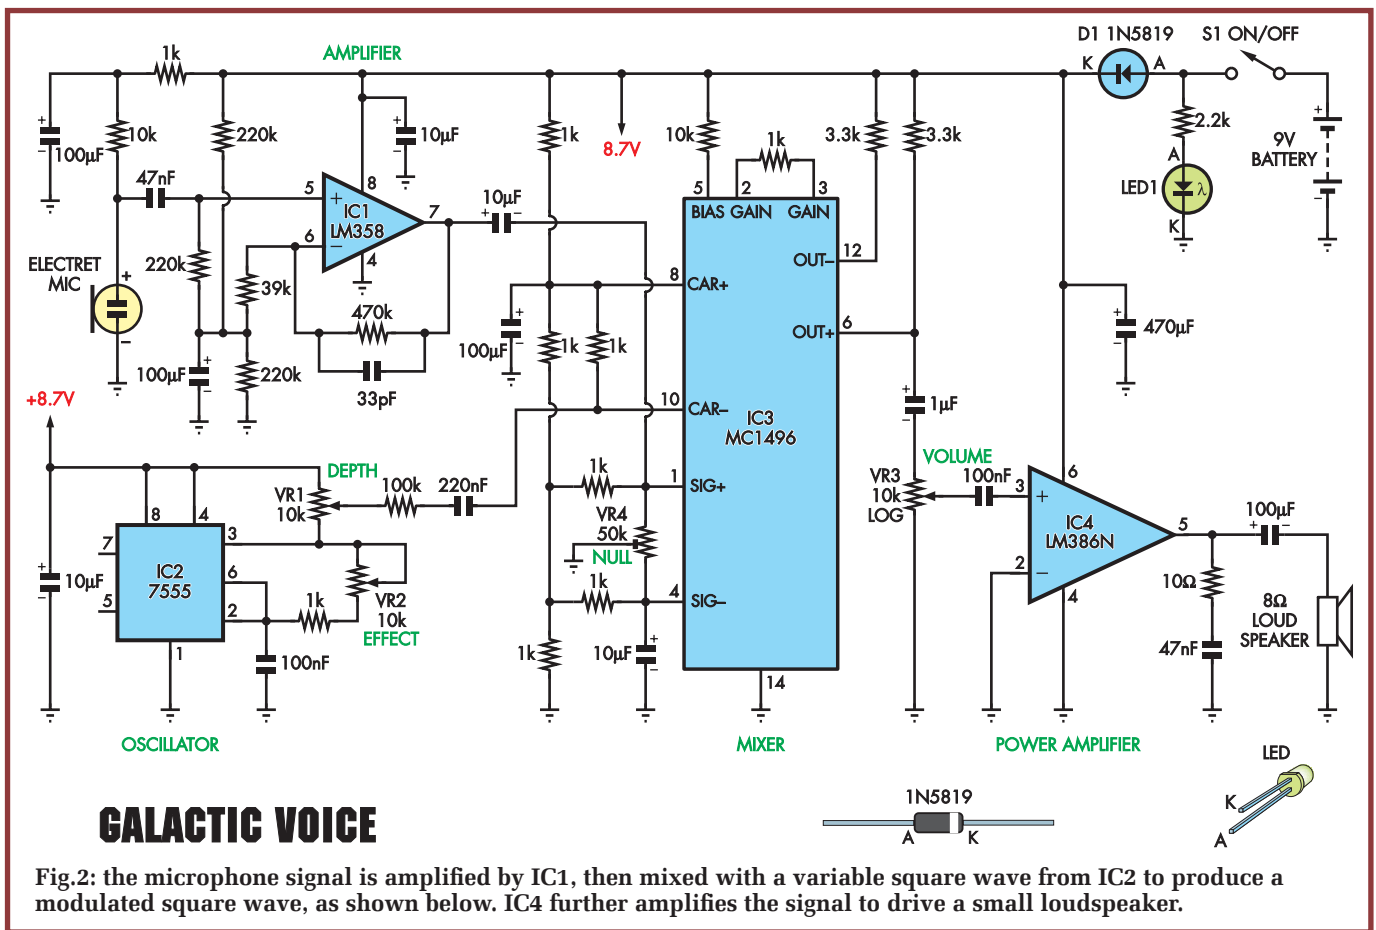 D1 1N5819
S1 ON/OFF
AMPLIFIER
1k
K
A
10k
220k
10µF
100µF
+
−
1k
8.7V
10k
1k
3.3k
3.3k
2.2k
A
LED1
λ
K
9V
BATTERY
+
−
47nF
5
+
IC1
LM358
8
7
6
−
4
10µF
+
−
5
2
3
BIAS
GAIN
GAIN
OUT−
12
ELECTRET
MIC
+
−
220k
39k
470k
33pF
8
CAR+
100µF
+
−
1k
1k
OUT+
6
470µF
+
−
100µF
+
−
220k
10
CAR−
IC3
MC1496
1µF
+
−
+8.7V
DEPTH
VR1
10k
100k
220nF
1k
1
SIG+
VR4
50k
NULL
VOLUME
VR3
10k
LOG
100nF
3
+
6
IC4
LM386N
5
2
−
4
100µF
+
−
8
4
7
3
IC2
7555
6
5
2
1
10µF
+
−
1k
VR2
10k
EFFECT
100nF
1k
4
SIG−
1k
10µF
+
−
14
10Ω
47nF
8Ω
LOUD
SPEAKER
OSCILLATOR
MIXER
POWER AMPLIFIER
LED
K
A
1N5819
A
K
GALACTIC VOICE
Fig.2: the microphone signal is amplified by IC1, then mixed with a variable square wave from IC2 to produce a
modulated square wave, as shown below. IC4 further amplifies the signal to drive a small loudspeaker.